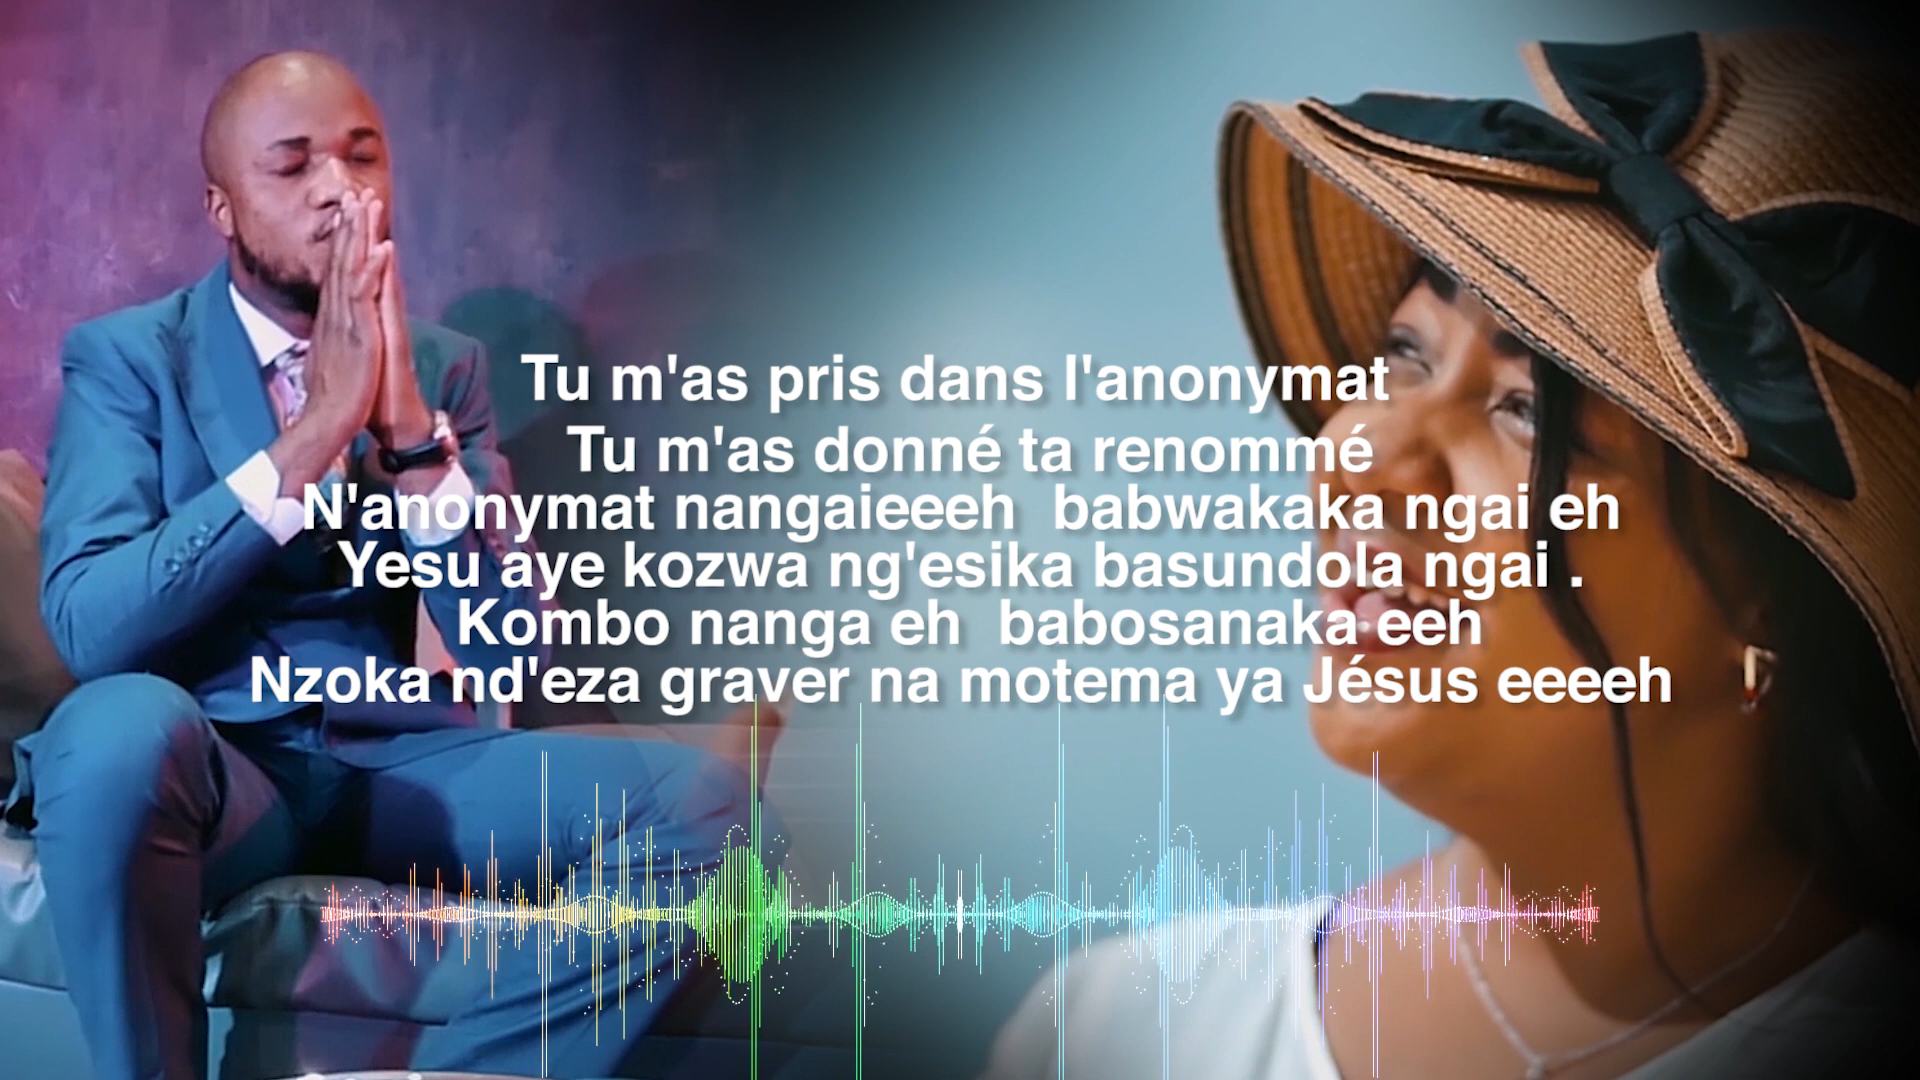 Tu m'as pris dans l'anonymat
Tu m'as donné ta renommé
N'anonymat nangaieeeh babwakaka ngai eh
Yesu aye kozwa ng'esika basundola ngai .
Kombo nanga eh babosanaka eeh
Nzoka nd'eza graver na motema ya Jésus eeeeh